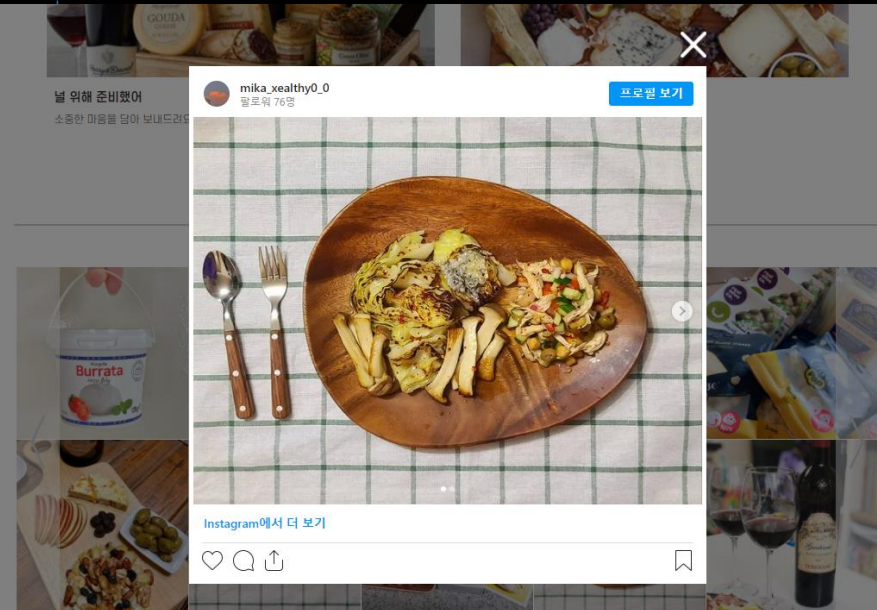 GOUDA
널 위해 준비했어
소중한 마음을 담아 보내드려요
mika_xealthy0_0
팔로워 76명
프로필 보기
Burrata
Instagram에서 더 보기